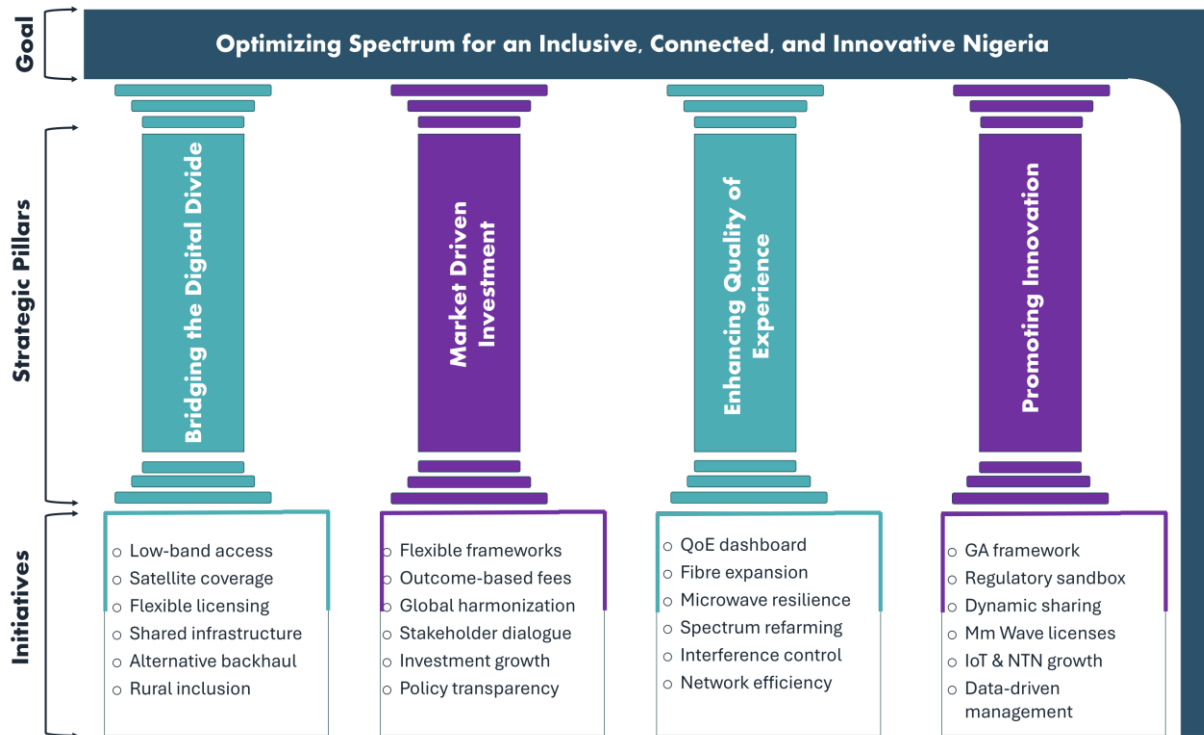 Goal
Optimizing Spectrum for an Inclusive, Connected, and Innovative Nigeria
Strategic Pillars
Bridging the Digital Divide
Market Driven
Investment
Enhancing Quality of
Experience
Promoting Innovation
Initiatives
○ Low-band access
○ Satellite coverage
○ Flexible licensing
○ Shared infrastructure
○ Alternative backhaul
○ Rural inclusion
○ Flexible frameworks
○ Outcome-based fees
○ Global harmonization
○ Stakeholder dialogue
○ Investment growth
○ Policy transparency
○ QoE dashboard
○ Fibre expansion
○ Microwave resilience
○ Spectrum refarming
○ Interference control
○ Network efficiency
○ GA framework
○ Regulatory sandbox
○ Dynamic sharing
○ Mm Wave licenses
○ IoT & NTN growth
○ Data-driven
management